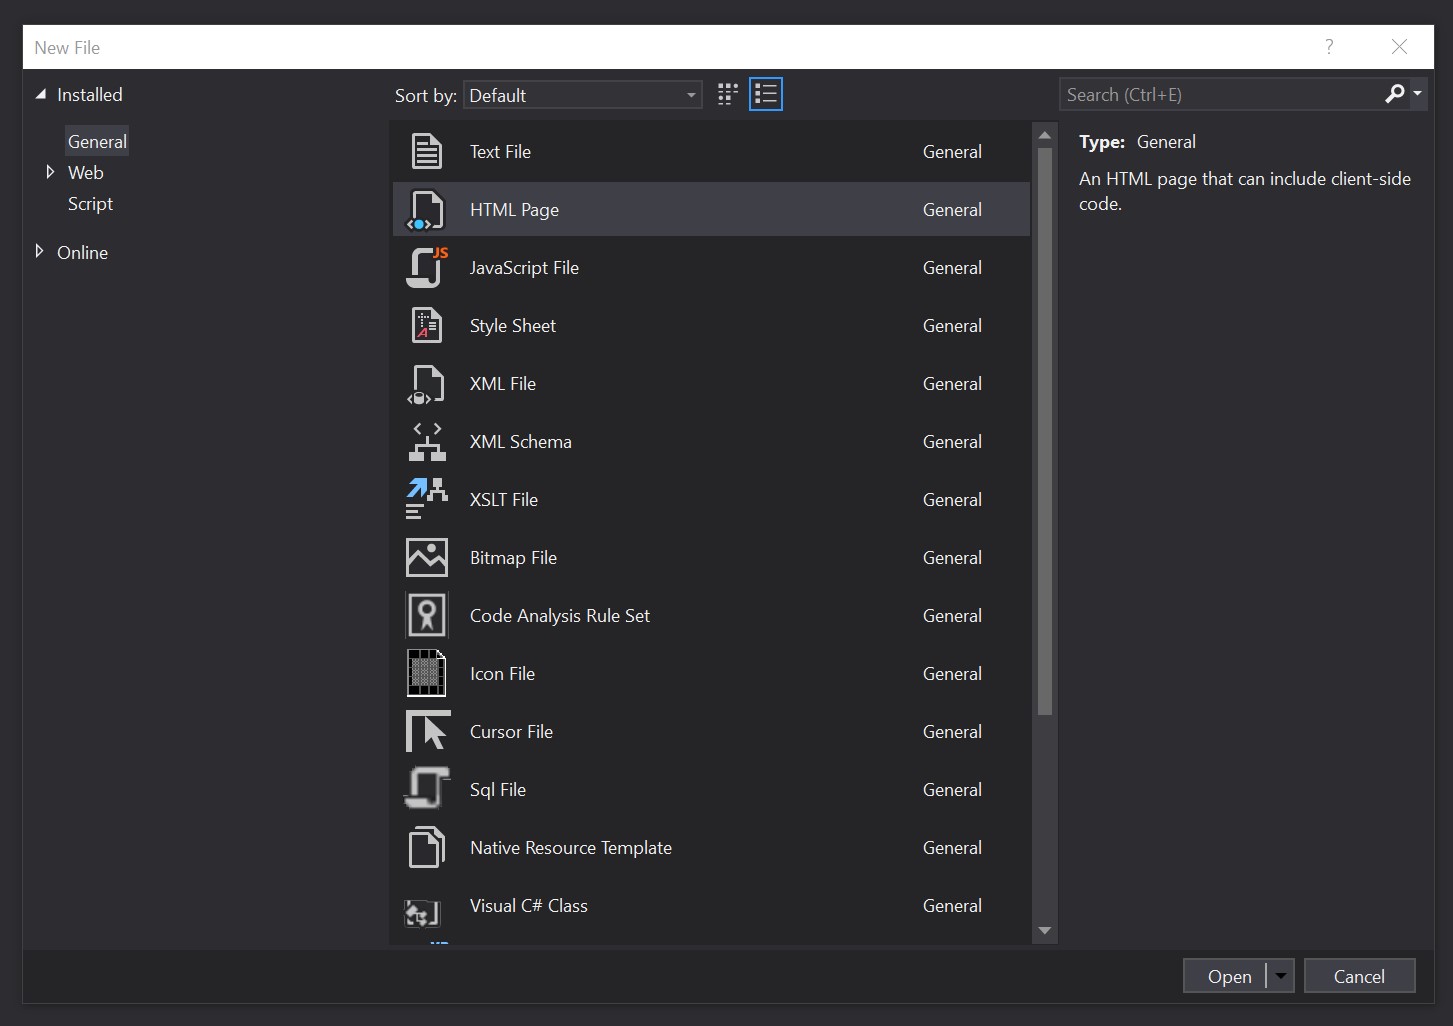 New File
?
Installed
General
Web
Script
Online
Sort by: Default
Search (Ctrl+E)
Text File General
HTML Page General
JS
JavaScript File General
A
Style Sheet General
XML File General
XML Schema General
XSLT File General
Bitmap File General
Code Analysis Rule Set General
Icon File General
Cursor File General
Sql File General
Native Resource Template General
Visual C# Class General
Type: General
An HTML page that can include client-side
code.
Open
Cancel